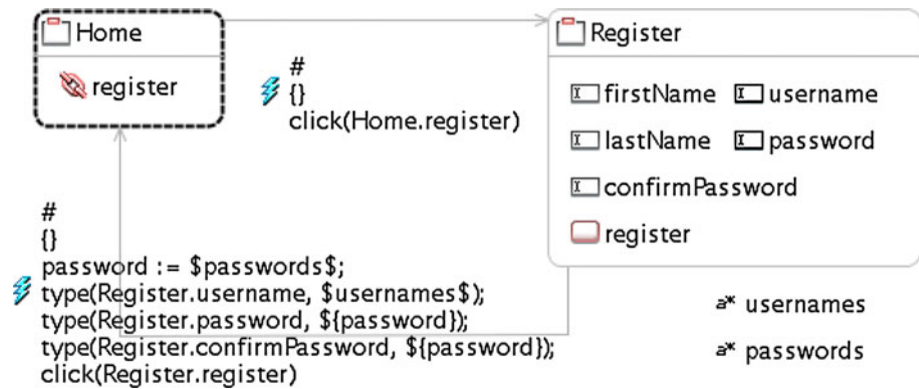 Home
register
#
{}
click(Home.register)
Register
firstName username
lastName password
confirmPassword
register
#
{}
password := $passwords$;
type(Register.username, $usernames$);
type(Register.password, ${password});
type(Register.confirmPassword, ${password});
click(Register.register)
a* usernames
a* passwords